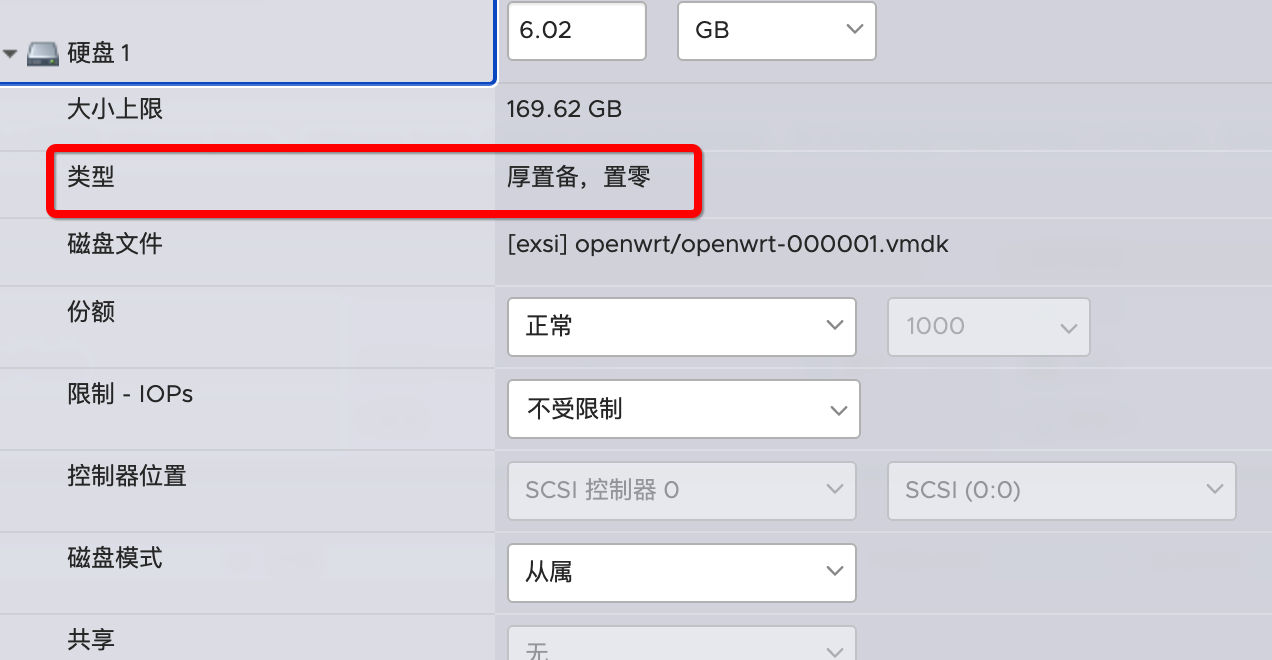 硬盘 1
6.02
GB
大小上限
169.62 GB
类型
厚置备，置零
磁盘文件
[exsi] openwrt/openwrt-000001.vmdk
份额
正常
1000
限制 - IOPs
不受限制
控制器位置
SCSI 控制器 0
SCSI (0:0)
磁盘模式
从属
共享
无